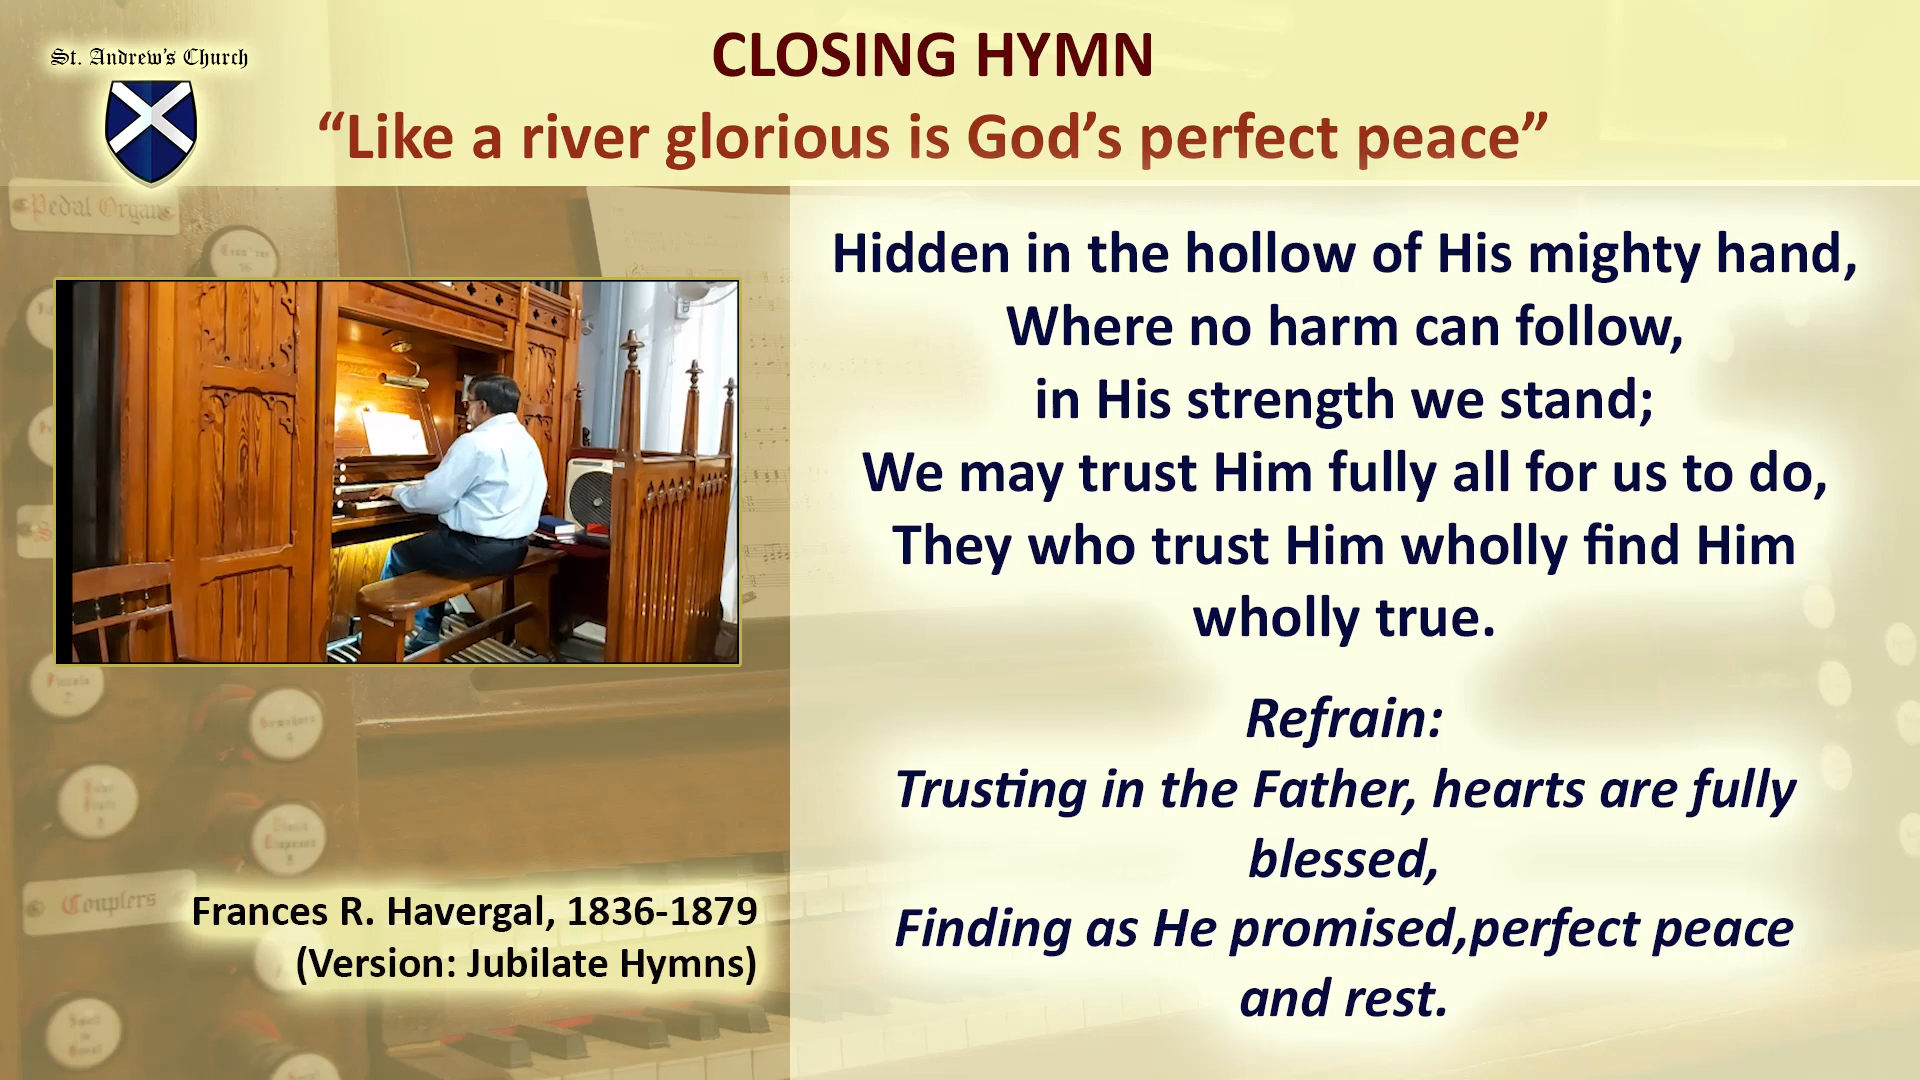 St. Andrew's Church
CLOSING HYMN
“Like a river glorious is God’s perfect peace”
Pedal Organ
Hidden in the hollow of His mighty hand,
Where no harm can follow,
in His strength we stand;
We may trust Him fully all for us to do,
They who trust Him wholly find Him
wholly true.
Refrain:
Trusting in the Father, hearts are fully
blessed,
Finding as He promised,perfect peace
and rest.
Couplers
Frances R. Havergal, 1836-1879
(Version: Jubilate Hymns)